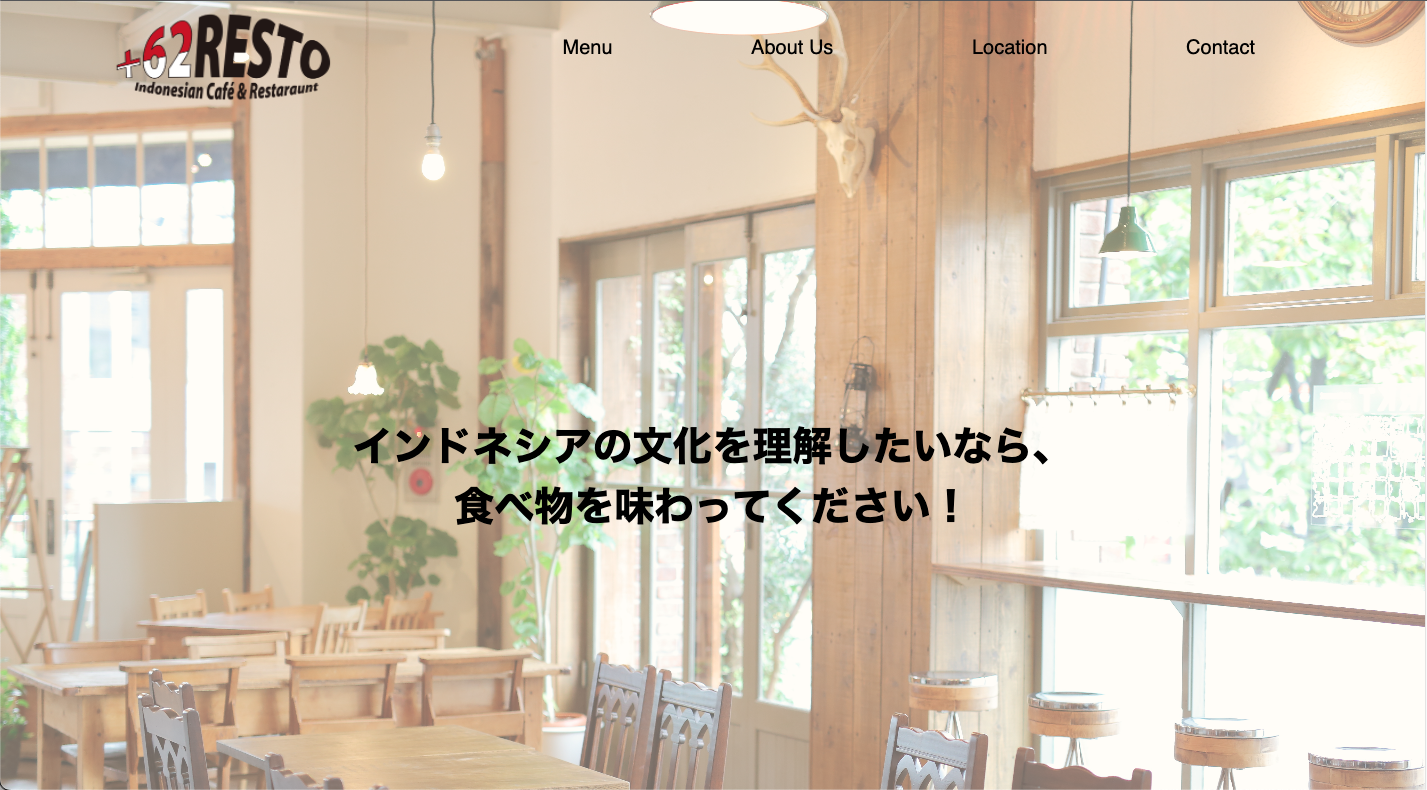 +62RESTO
Indonesian Café & Restaraunt
Menu
About Us
Location
Contact
インドネシアの文化を理解したいなら、
食べ物を味わってください！